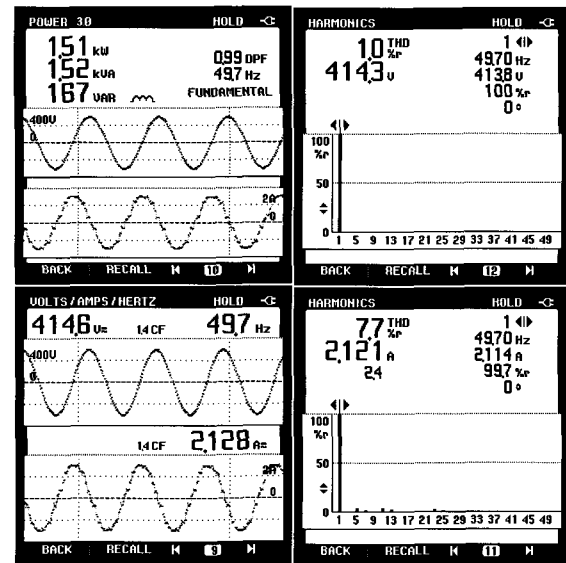 POWER 3Ø HOLD
1.51 kW
1.52 kVA 0.99 DPF
49.7 Hz
167 VAR FUNDAMENTAL
400V
0
2A
0
BACK RECALL 10
HARMONICS HOLD
1.0 THD %r 1
414.3 V 49.70 Hz
413.8 V
100 %r
0°
100
%r
50
0
1 5 9 13 17 21 25 29 33 37 41 45 49
BACK RECALL 12
VOLTS/AMPS/HERTZ HOLD
414.6 V≂ 1.4 CF 49.7 Hz
400V
0
1.4 CF 2.128 A≂
2A
0
BACK RECALL 9
HARMONICS HOLD
7.7 THD %r 1
2.121 A 49.70 Hz
2.4 2.114 A
99.7 %r
0°
100
%r
50
0
1 5 9 13 17 21 25 29 33 37 41 45 49
BACK RECALL 11